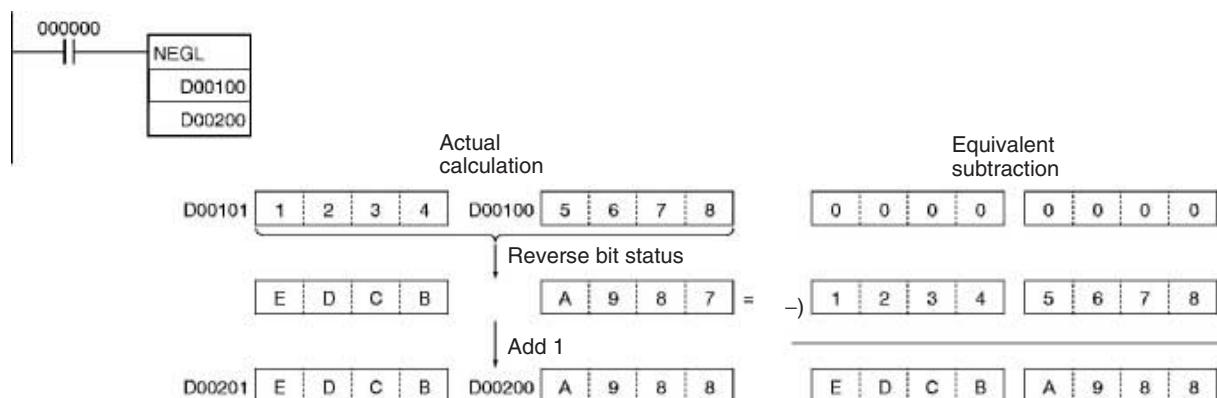 000000
NEGL
D00100
D00200
Actual
calculation
Equivalent
subtraction
D00101 1 2 3 4 D00100 5 6 7 8 0 0 0 0 0 0 0 0
Reverse bit status
E D C B A 9 8 7 = –) 1 2 3 4 5 6 7 8
Add 1
D00201 E D C B D00200 A 9 8 8 E D C B A 9 8 8